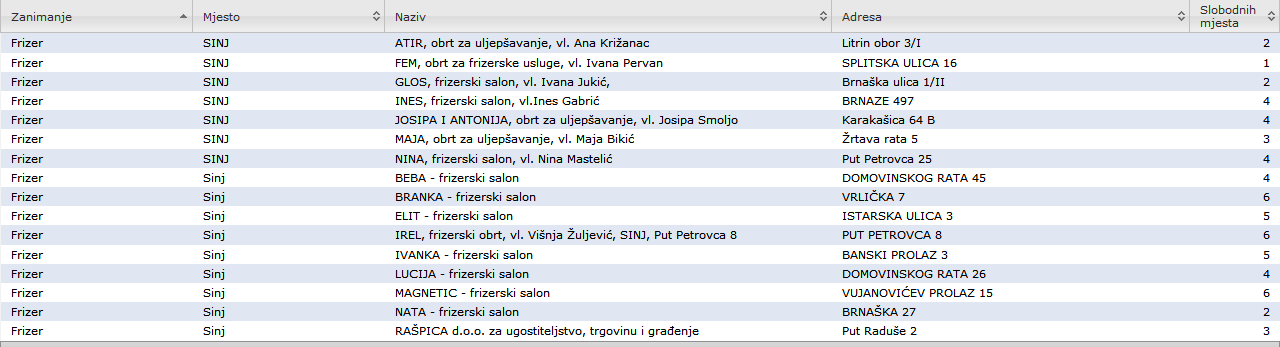 Zanimanje Mjesto Naziv Adresa Slobodnih mjesta
Frizer SINJ ATIR, obrt za uljepšavanje, vl. Ana Križanac Litrin obor 3/I 2
Frizer SINJ FEM, obrt za frizerske usluge, vl. Ivana Pervan SPLITSKA ULICA 16 1
Frizer SINJ GLOS, frizerski salon, vl. Ivana Jukić, Brnaška ulica 1/II 2
Frizer SINJ INES, frizerski salon, vl.Ines Gabrić BRNAZE 497 4
Frizer SINJ JOSIPA I ANTONIJA, obrt za uljepšavanje, vl. Josipa Smoljo Karakašica 64 B 4
Frizer SINJ MAJA, obrt za uljepšavanje, vl. Maja Bikić Žrtava rata 5 3
Frizer SINJ NINA, frizerski salon, vl. Nina Mastelić Put Petrovca 25 4
Frizer Sinj BEBA - frizerski salon DOMOVINSKOG RATA 45 4
Frizer Sinj BRANKA - frizerski salon VRLIČKA 7 6
Frizer Sinj ELIT - frizerski salon ISTARSKA ULICA 3 5
Frizer Sinj IREL, frizerski obrt, vl. Višnja Žuljević, SINJ, Put Petrovca 8 PUT PETROVCA 8 6
Frizer Sinj IVANKA - frizerski salon BANSKI PROLAZ 3 5
Frizer Sinj LUCIJA - frizerski salon DOMOVINSKOG RATA 26 4
Frizer Sinj MAGNETIC - frizerski salon VUJANOVIĆEV PROLAZ 15 6
Frizer Sinj NATA - frizerski salon BRNAŠKA 27 2
Frizer Sinj RAŠPICA d.o.o. za ugostiteljstvo, trgovinu i građenje Put Raduše 2 3